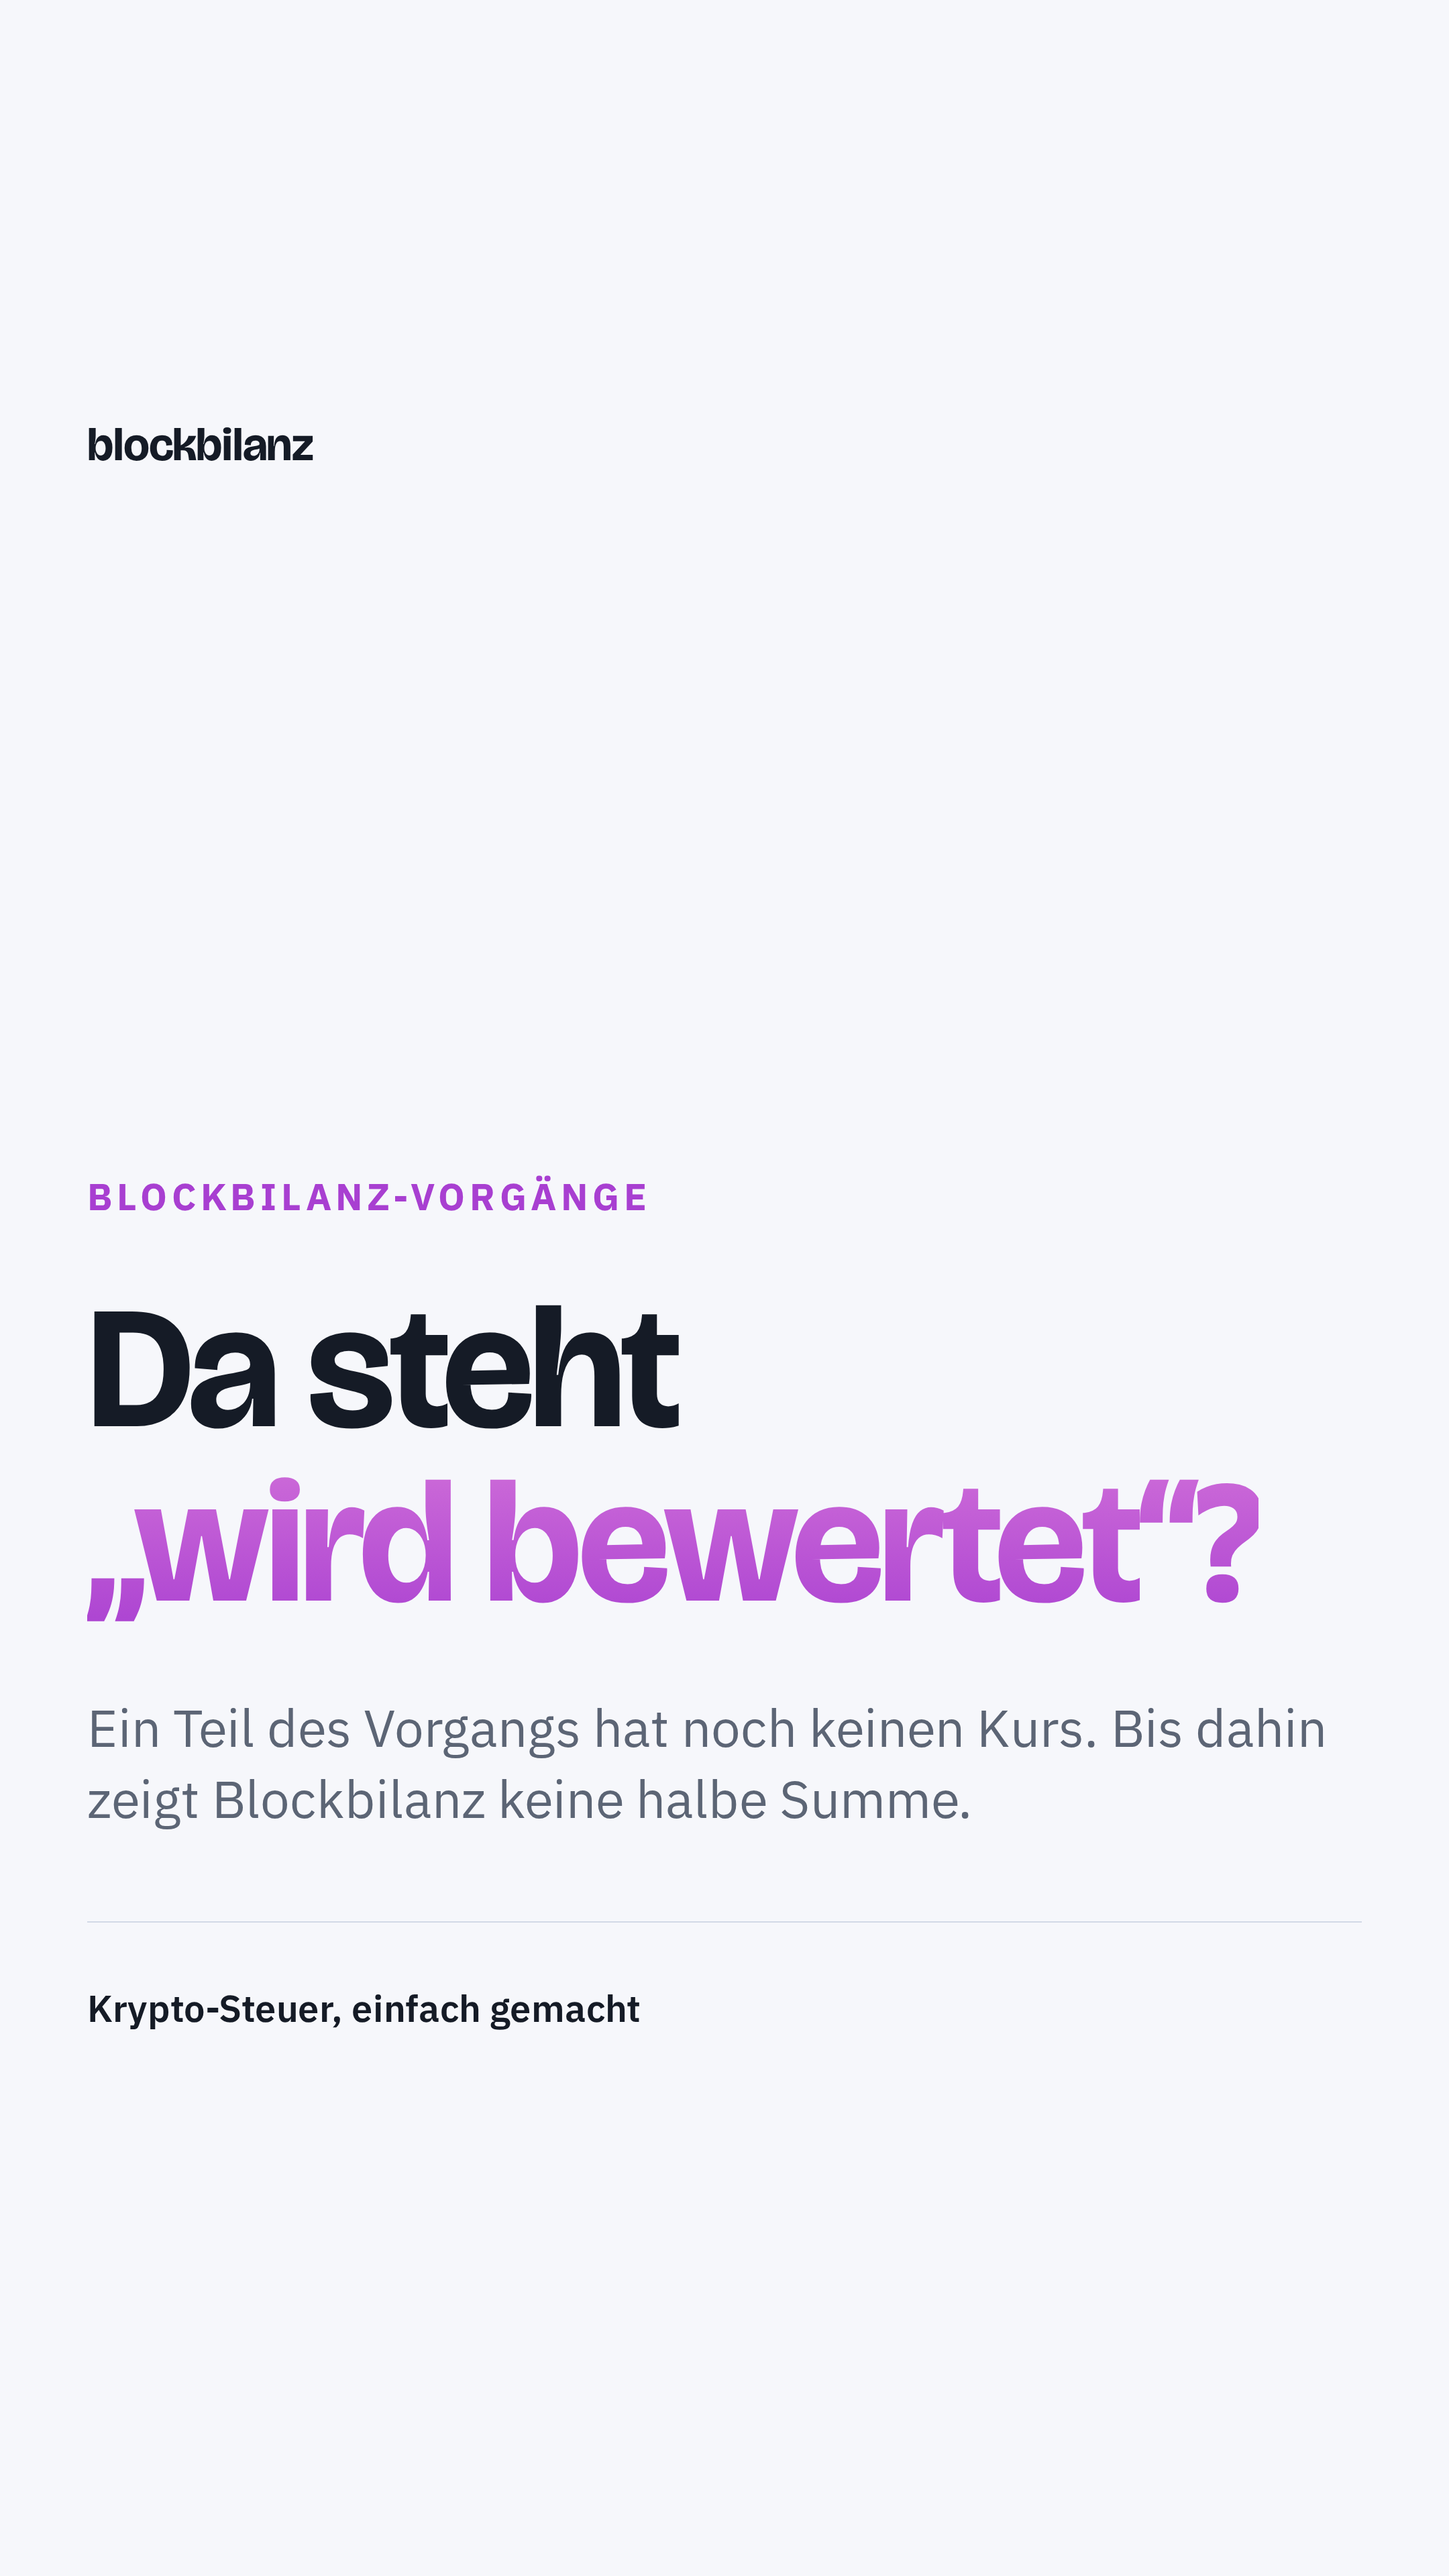 blockbilanz
BLOCKBILANZ-VORGÄNGE
Da steht
„wird bewertet“?
Ein Teil des Vorgangs hat noch keinen Kurs. Bis dahin
zeigt Blockbilanz keine halbe Summe.
Krypto-Steuer, einfach gemacht